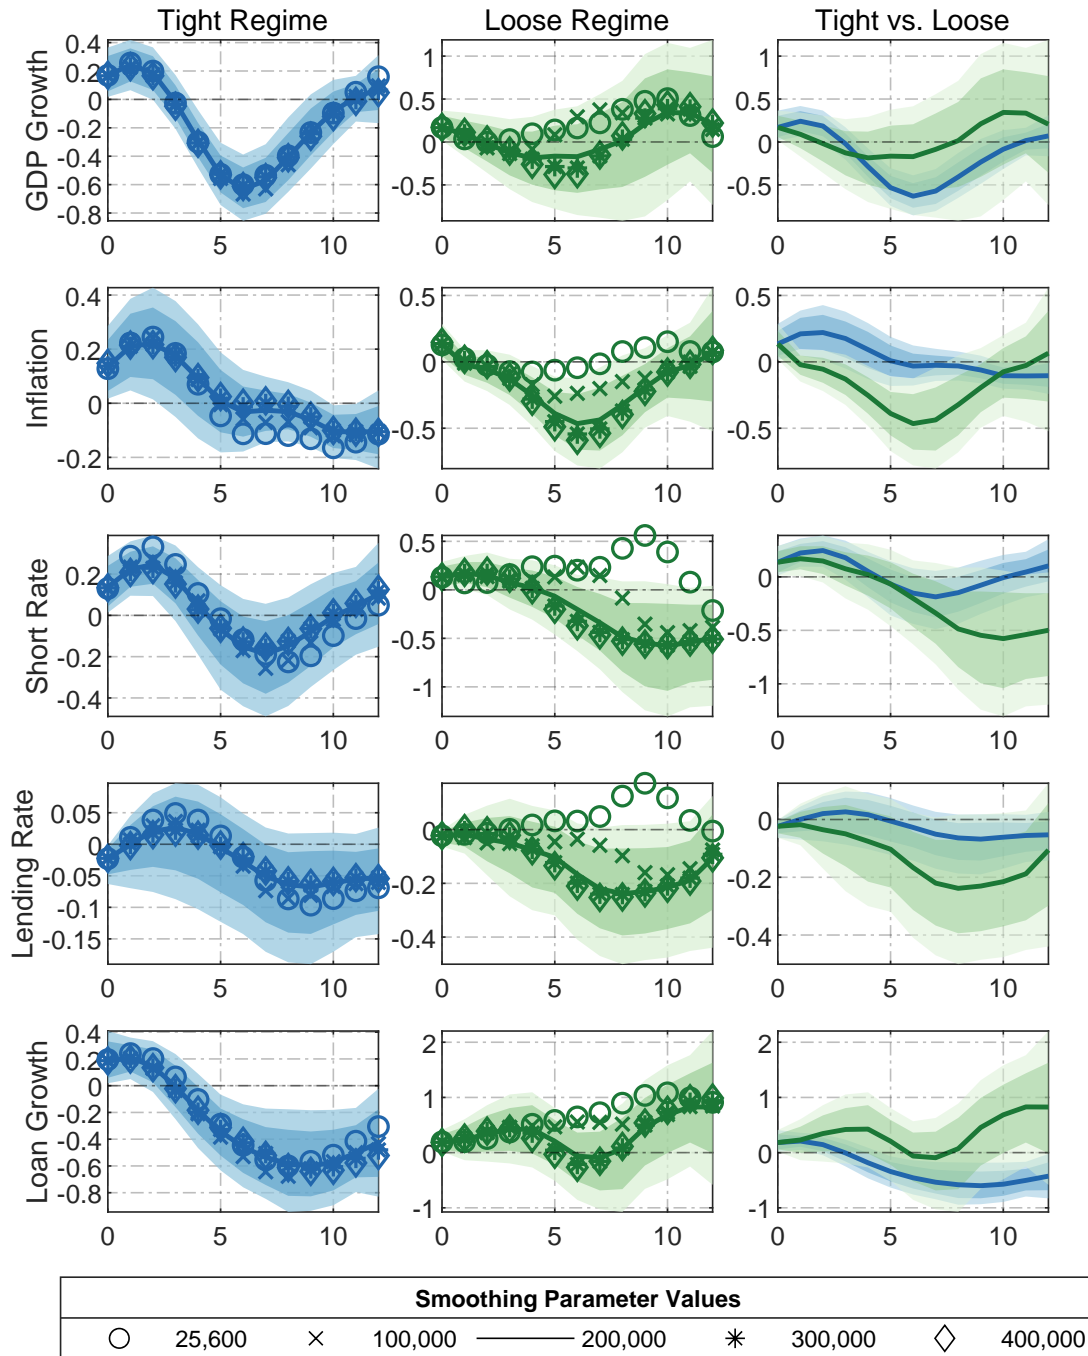 Tight Regime Loose Regime Tight vs. Loose
GDP Growth
0.4
0.2
0
-0.2
-0.4
-0.6
-0.8
0 5 10
1
0.5
0
-0.5
0 5 10
1
0.5
0
-0.5
0 5 10
Inflation
0.4
0.2
0
-0.2
0 5 10
0.5
0
-0.5
0 5 10
0.5
0
-0.5
0 5 10
Short Rate
0.2
0
-0.2
-0.4
0 5 10
0.5
0
-0.5
-1
0 5 10
0
-0.5
-1
0 5 10
Lending Rate
0.05
0
-0.05
-0.1
-0.15
0 5 10
0
-0.2
-0.4
0 5 10
0
-0.2
-0.4
0 5 10
Loan Growth
0.4
0.2
0
-0.2
-0.4
-0.6
-0.8
0 5 10
2
1
0
-1
0 5 10
2
1
0
-1
0 5 10
Smoothing Parameter Values
25,600 100,000 200,000 300,000 400,000